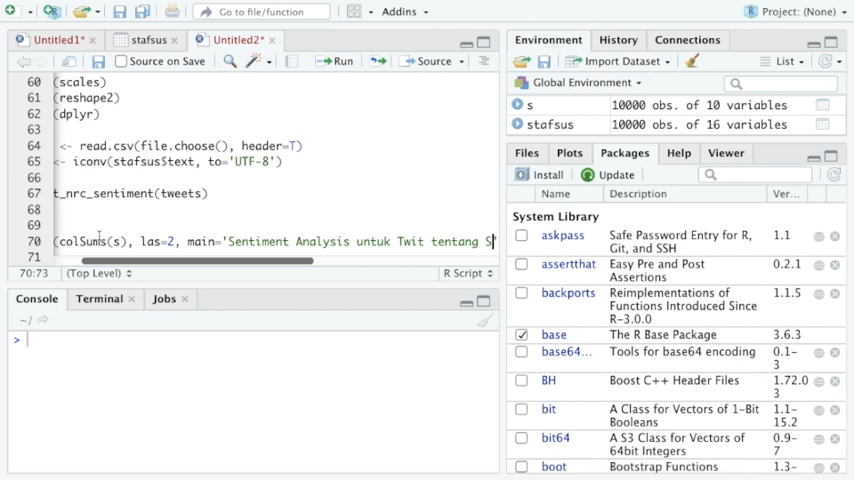 Go to file/function
Addins
Project: (None)
Untitled1*
stafsus
Untitled2*
Source on Save
Run
Source
60 (scales)
61 (reshape2)
62 (dplyr)
63
64 <- read.csv(file.choose(), header=T)
65 <- iconv(stafsus$text, to='UTF-8')
66
67 t_nrc_sentiment(tweets)
68
69
70 (colSums(s), las=2, main='Sentiment Analysis untuk Twit tentang S'
71
70:73
(Top Level)
R Script
Console
Terminal
Jobs
~/
>
Environment
History
Connections
Import Dataset
List
Global Environment
s 10000 obs. of 10 variables
stafsus 10000 obs. of 16 variables
Files
Plots
Packages
Help
Viewer
Install
Update
Name Description Ver...
System Library
askpass Safe Password Entry for R, 1.1
Git, and SSH
assertthat Easy Pre and Post 0.2.1
Assertions
backports Reimplementations of 1.1.5
Functions Introduced Since
R-3.0.0
base The R Base Package 3.6.3
base64... Tools for base64 encoding 0.1-
3
BH Boost C++ Header Files 1.72.0
3
bit A Class for Vectors of 1-Bit 1.1-
Booleans 15.2
bit64 A S3 Class for Vectors of 0.9-
64bit Integers 7
boot Bootstrap Functions 1.3-